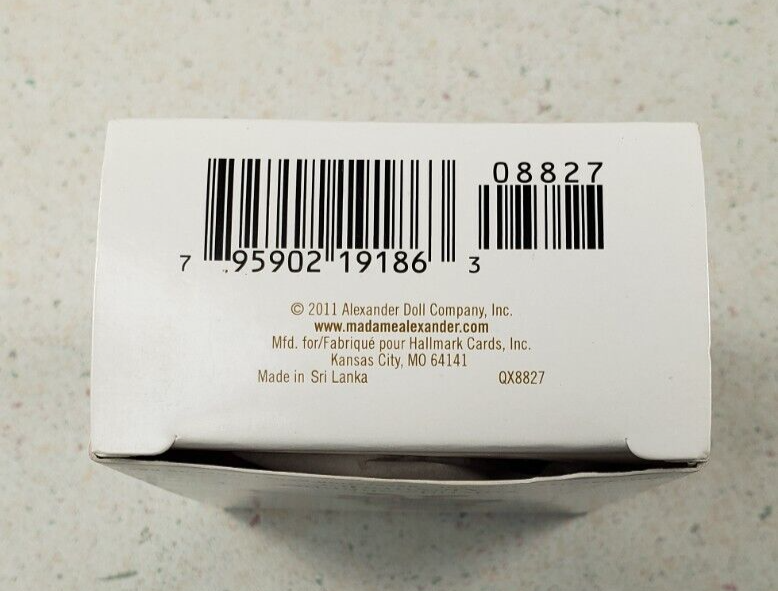 08827
7 95902 19186 3
© 2011 Alexander Doll Company, Inc.
www.madamealexander.com
Mfd. for/Fabriqué pour Hallmark Cards, Inc.
Kansas City, MO 64141
Made in Sri Lanka QX8827